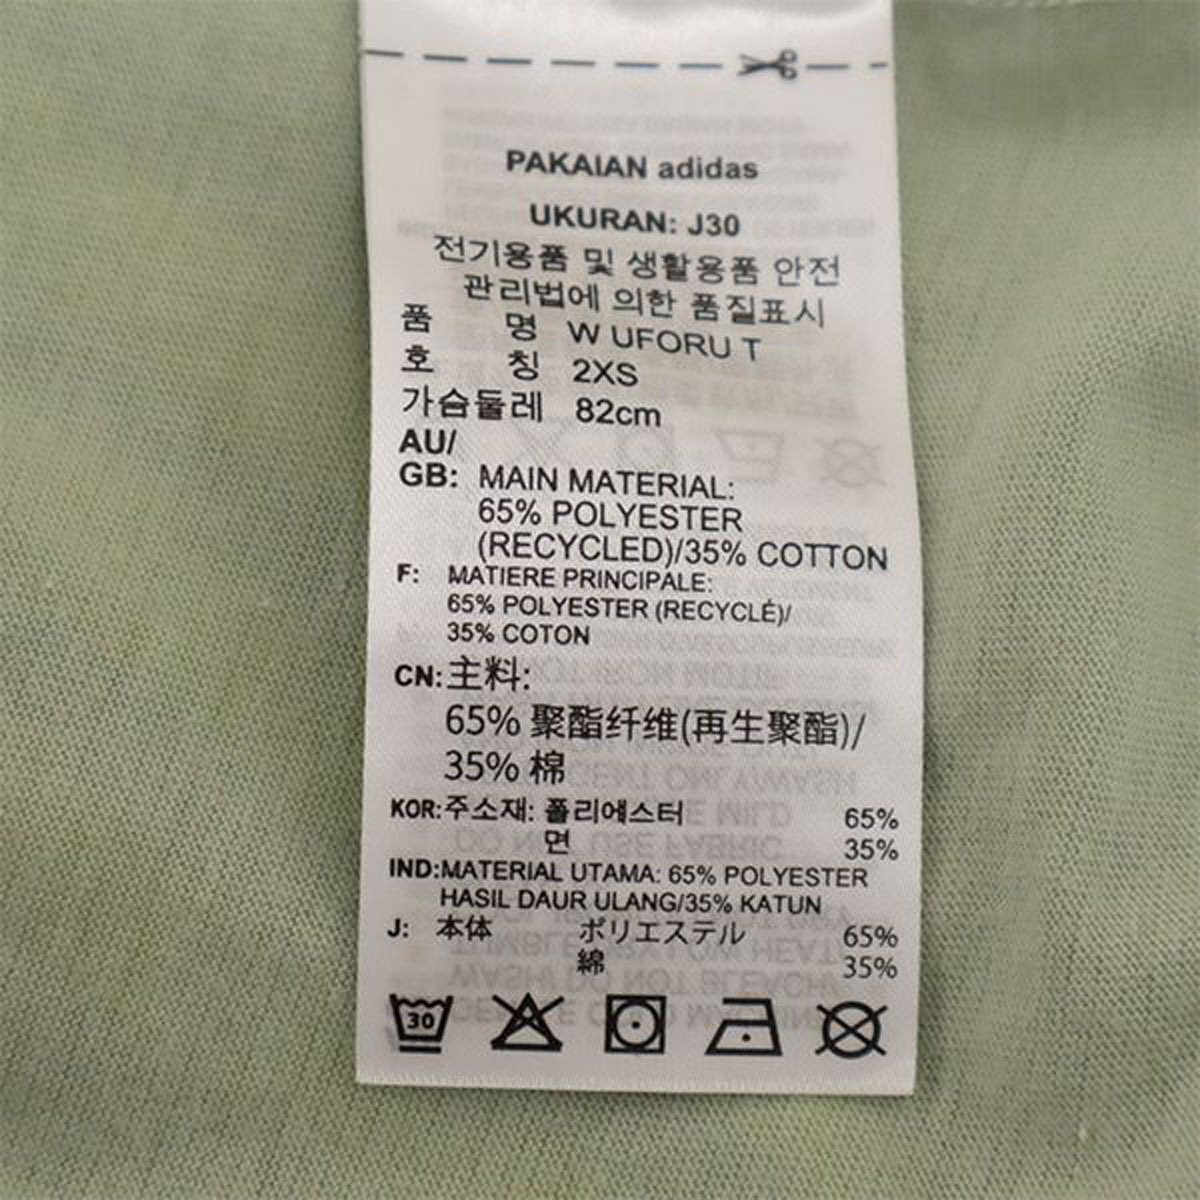 PAKAIAN adidas
UKURAN: J30
전기용품 및 생활용품 안전
관리법에 의한 품질표시
품 명 W UFORU T
호 칭 2XS
가슴둘레 82cm
AU/
GB: MAIN MATERIAL:
65% POLYESTER
(RECYCLED)/35% COTTON
F: MATIERE PRINCIPALE:
65% POLYESTER (RECYCLÉ)/
35% COTON
CN: 主料:
65% 聚酯纤维(再生聚酯)/
35% 棉
KOR: 주소재: 폴리에스터 65%
면 35%
IND:MATERIAL UTAMA: 65% POLYESTER
HASIL DAUR ULANG/35% KATUN
J: 本体 ポリエステル 65%
綿 35%
30